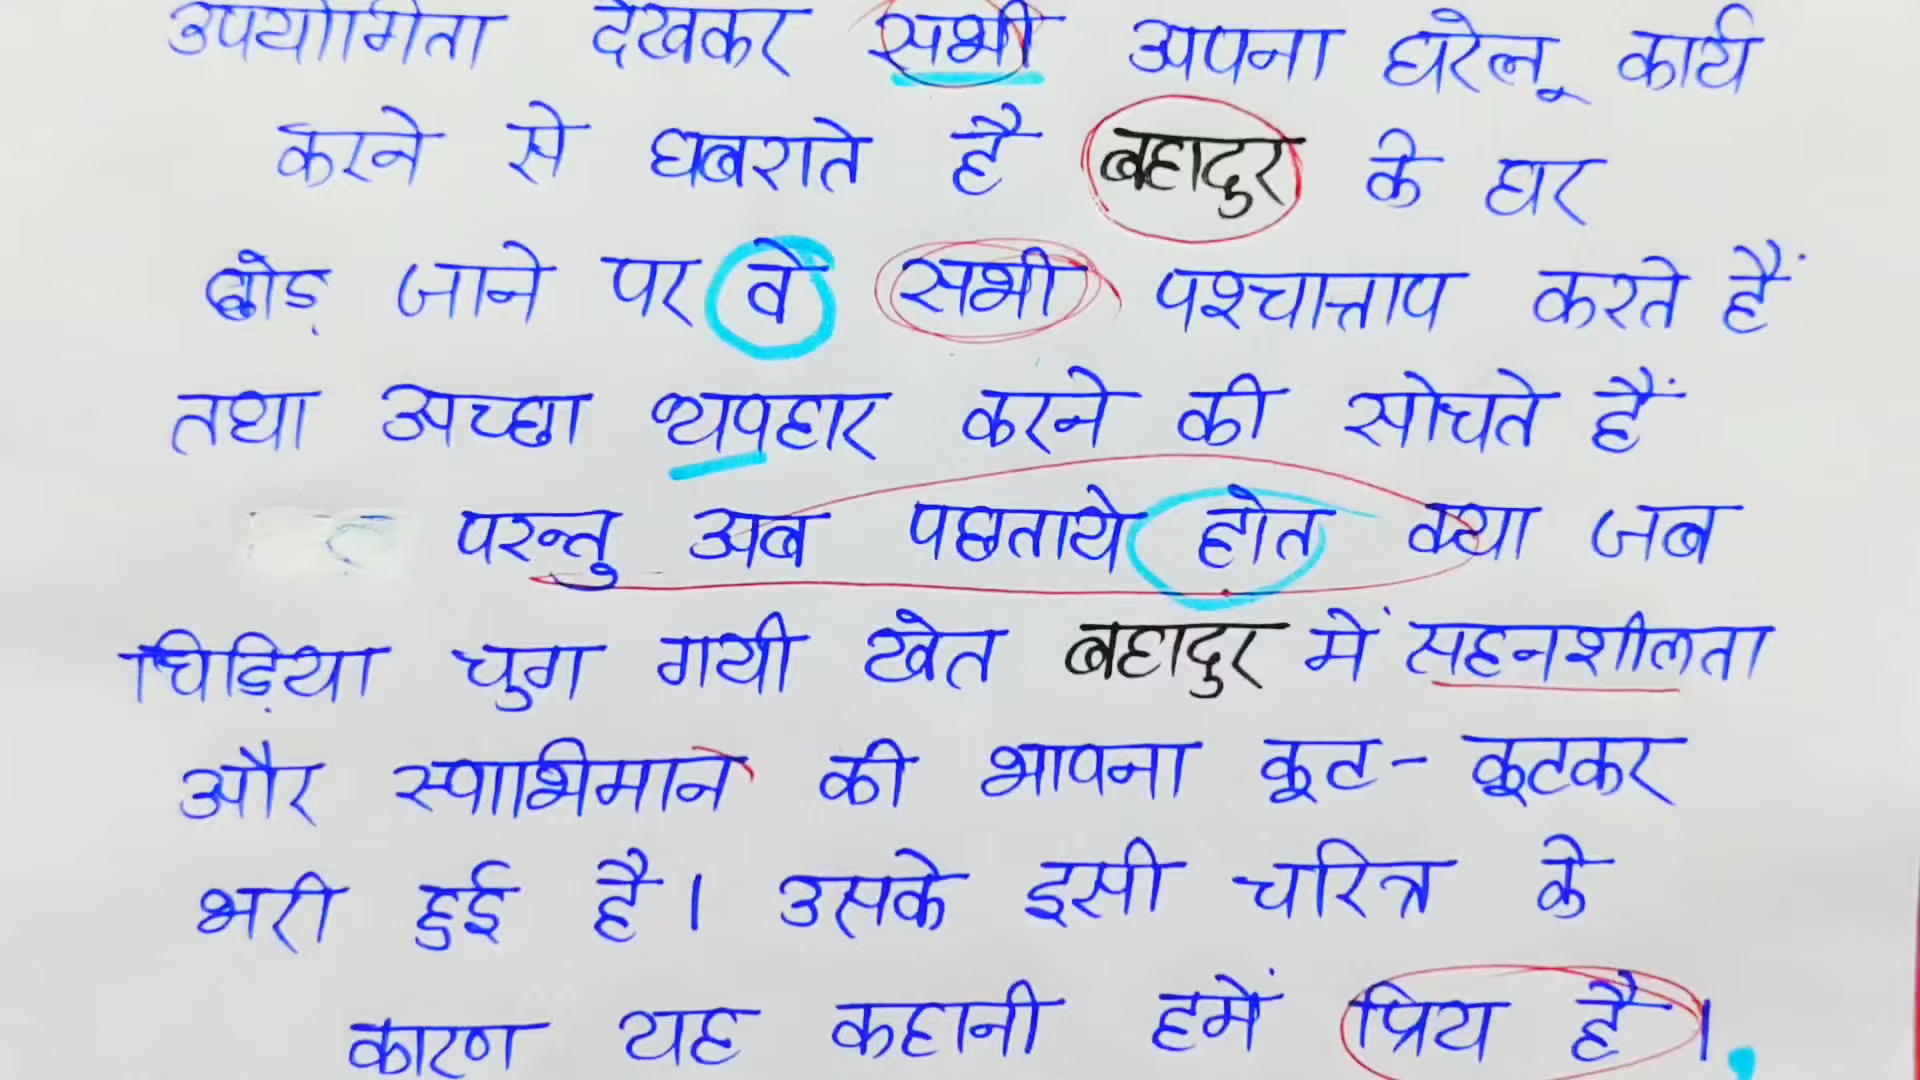 उपयोगिता देखकर सभी अपना घरेलू कार्य
करने से घबराते है बहादुर के घर
छोड़ जाने पर वे सभी पश्चात्ताप करते हैं
तथा अच्छा व्यवहार करने की सोचते हैं
परन्तु अब पछताये होत क्या जब
चिड़िया चुग गयी खेत बहादुर में सहनशीलता
और स्वाभिमान की भावना कूट-कूटकर
भरी हुई है। उसके इसी चरित्र के
कारण यह कहानी हमें प्रिय है।